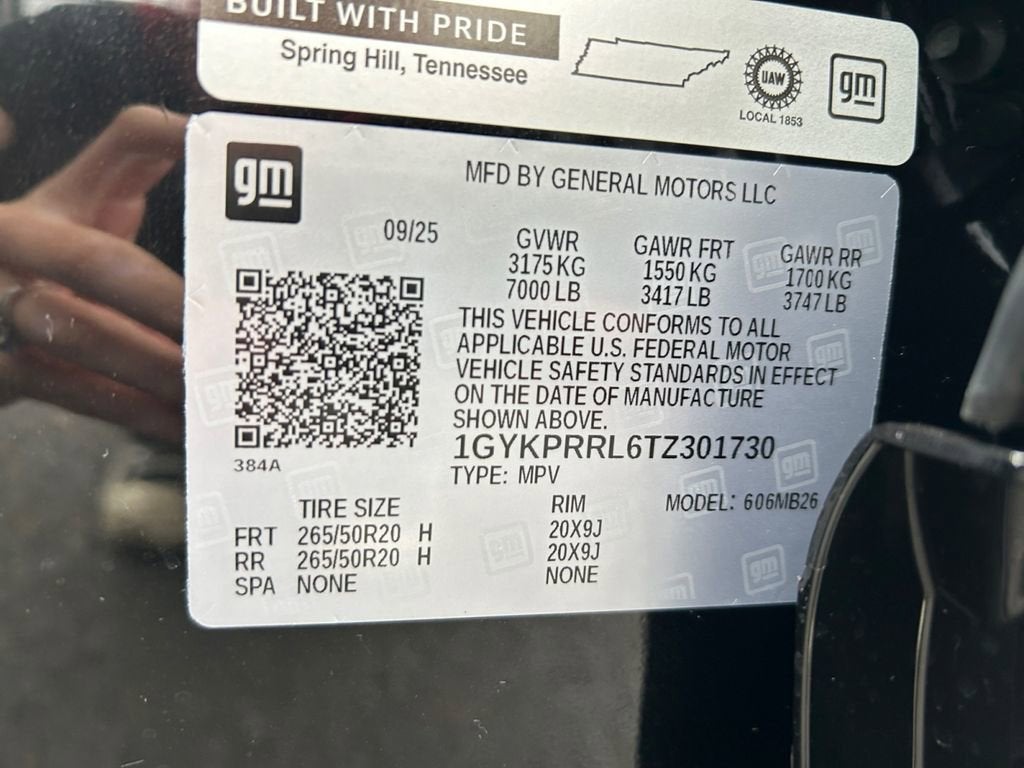 BUILT WITH PRIDE
Spring Hill, Tennessee
UAW
LOCAL 1853
gm
gm
MFD BY GENERAL MOTORS LLC
09/25
GVWR GAWR FRT GAWR RR
3175 KG 1550 KG 1700 KG
7000 LB 3417 LB 3747 LB
THIS VEHICLE CONFORMS TO ALL
APPLICABLE U.S. FEDERAL MOTOR
VEHICLE SAFETY STANDARDS IN EFFECT
ON THE DATE OF MANUFACTURE
SHOWN ABOVE.
1GYKPRRL6TZ301730
384A
TYPE: MPV
TIRE SIZE RIM MODEL: 606MB26
FRT 265/50R20 H 20X9J
RR 265/50R20 H 20X9J
SPA NONE NONE